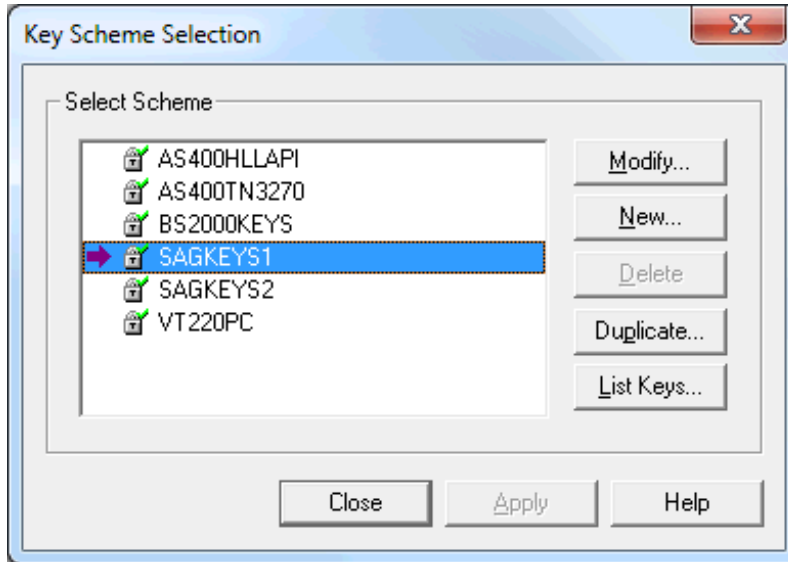 Key Scheme Selection
Select Scheme
AS400HLLAPI
AS400TN3270
BS2000KEYS
SAGKEYS1
SAGKEYS2
VT220PC
Modify...
New...
Delete
Duplicate...
List Keys...
Close
Apply
Help